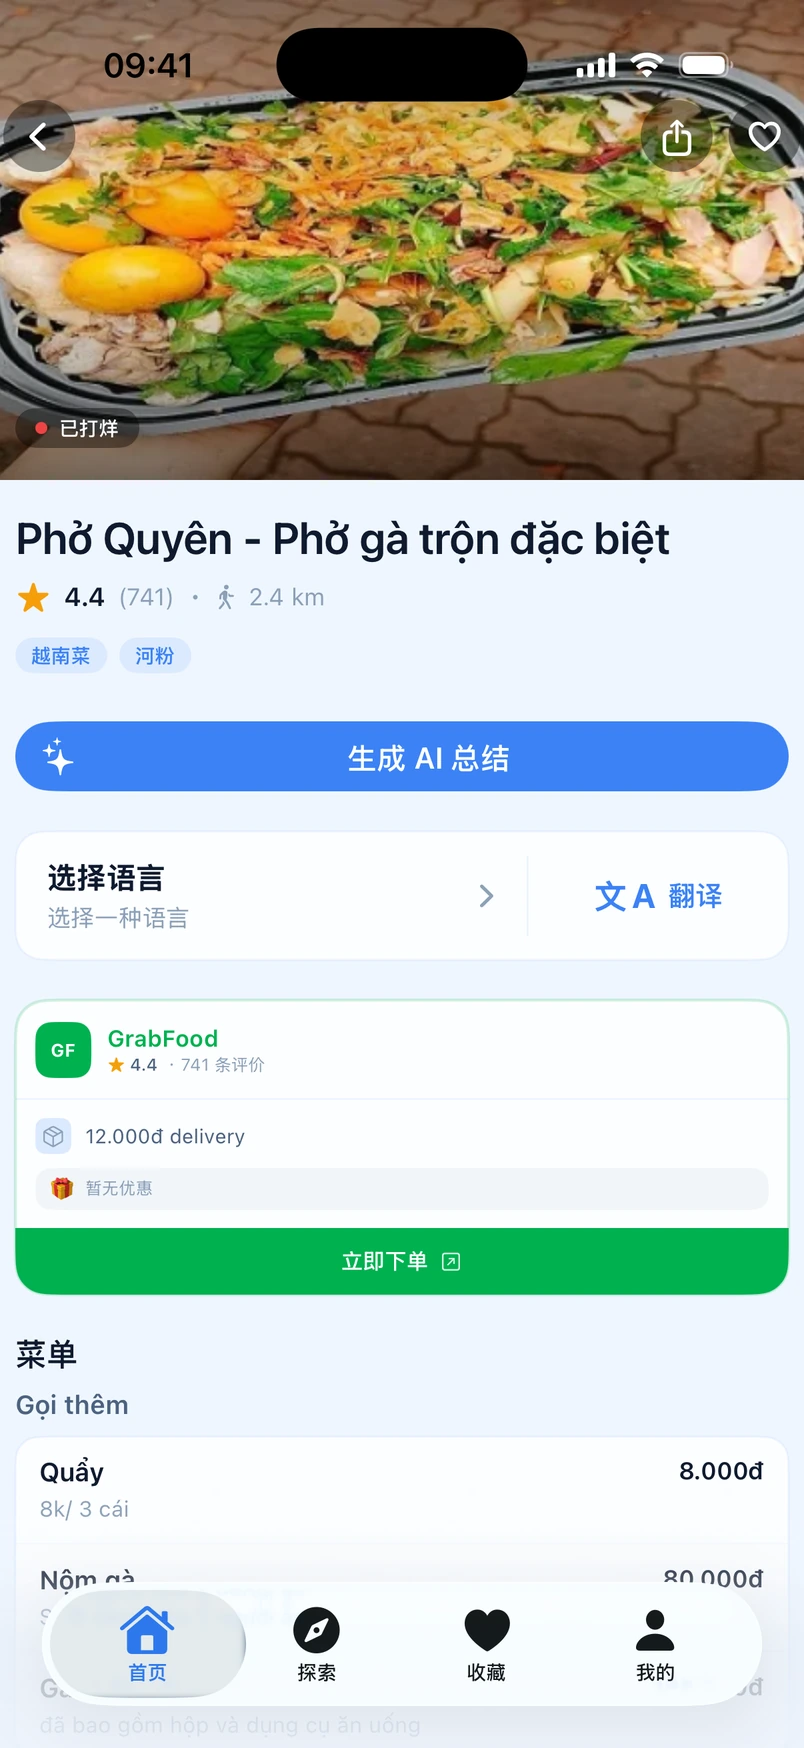 09:41
已打烊
Phở Quyên - Phở gà trộn đặc biệt
4.4 (741) · 2.4 km
越南菜 河粉
生成 AI 总结
选择语言
选择一种语言
文A 翻译
GF GrabFood
4.4 · 741 条评价
12.000đ delivery
暂无优惠
立即下单
菜单
Gọi thêm
Quẩy 8.000đ
8k/ 3 cái
Nộm gà 80.000đ
đã bao gồm hộp và dụng cụ ăn uống
首页 探索 收藏 我的